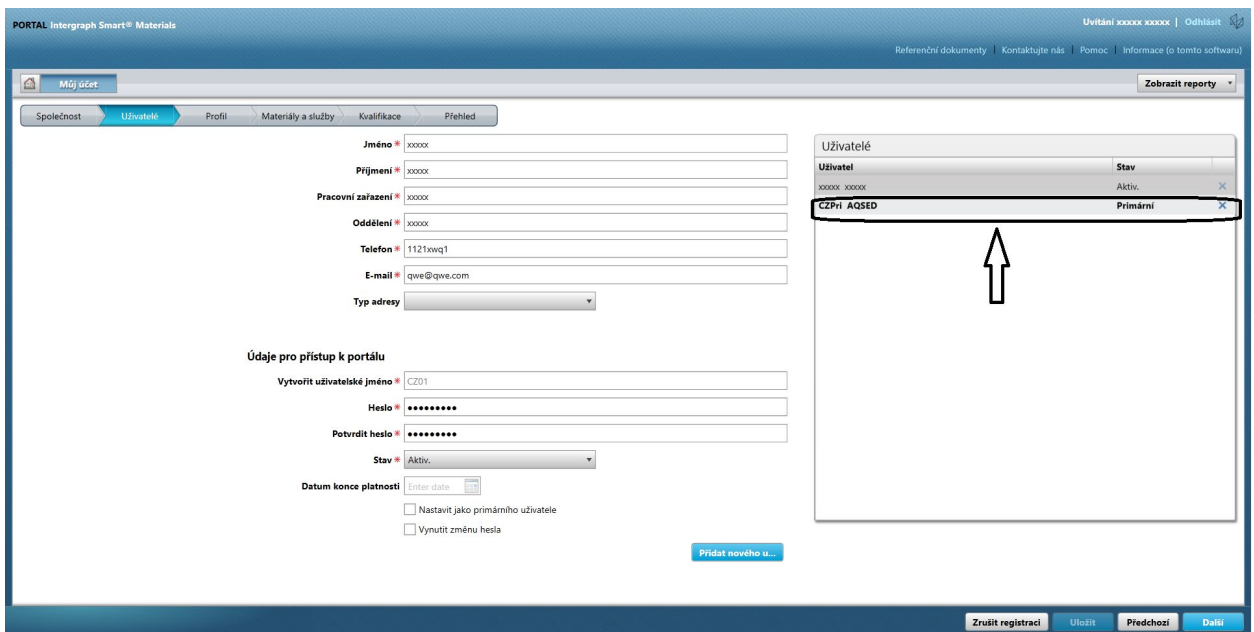 PORTAL Intergraph Smart® Materials
Uvítání xxxxx xxxxx | Odhlásit
Referenční dokumenty | Kontaktujte nás | Pomoc | Informace (o tomto softwaru)
Můj účet
Zobrazit reporty
Společnost Uživatelé Profil Materiály a služby Kvalifikace Přehled
Jméno * xxxxx
Příjmení * xxxxx
Pracovní zařazení * xxxxx
Oddělení * xxxxx
Telefon * 1121xwq1
E-mail * qwe@qwe.com
Typ adresy
Údaje pro přístup k portálu
Vytvořit uživatelské jméno * CZ01
Heslo * •••••••••
Potvrdit heslo * •••••••••
Stav * Aktiv.
Datum konce platnosti Enter date
Nastavit jako primárního uživatele
Vynutit změnu hesla
Přidat nového u...
Uživatelé
Uživatel Stav
xxxxx xxxxx Aktiv. ×
CZPri AQSED Primární ×
Zrušit registraci Uložit Předchozí Další